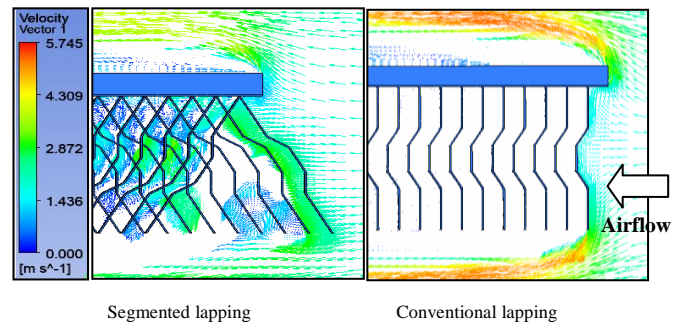 Velocity
Vector 1
5.745
4.309
2.872
1.436
0.000
[m s^-1]
Airflow
Segmented lapping
Conventional lapping